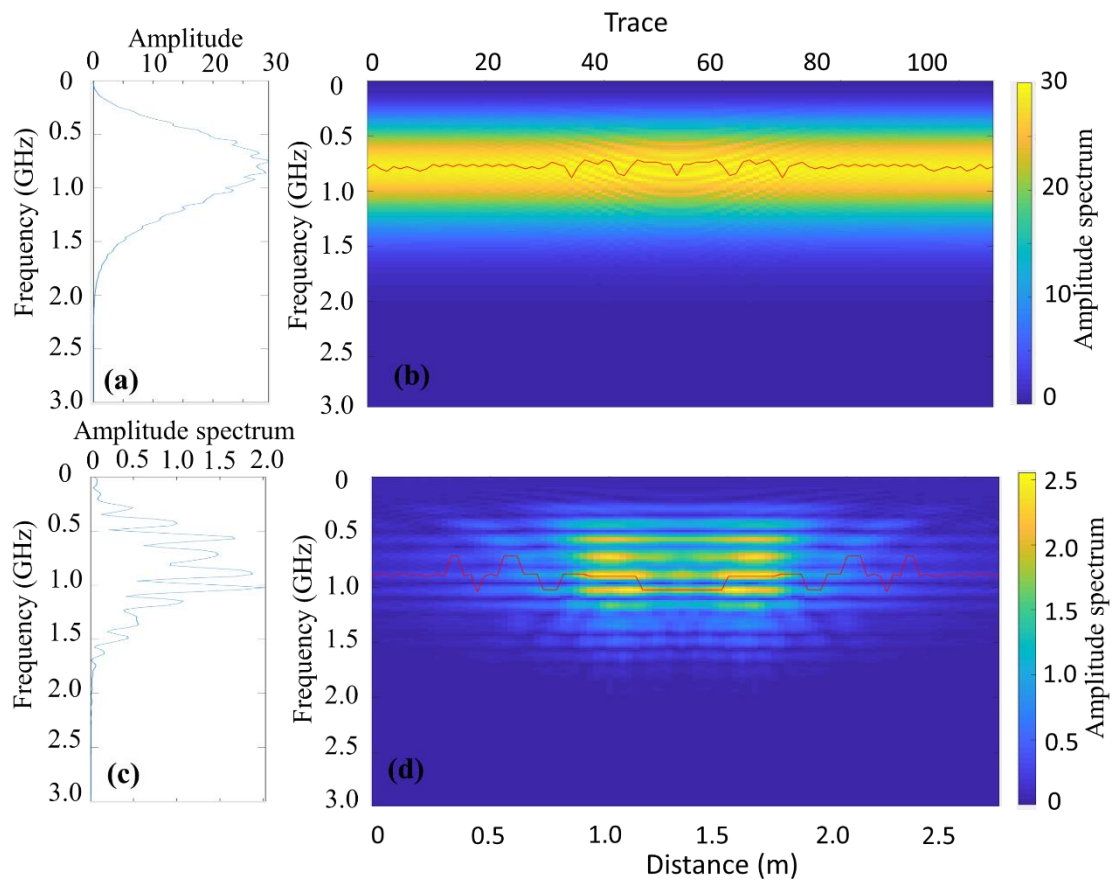 Amplitude
0 10 20 30
Frequency (GHz)
0
0.5
1.0
1.5
2.0
2.5
3.0
(a)
Trace
0 20 40 60 80 100
Frequency (GHz)
0
0.5
1.0
1.5
2.0
2.5
3.0
(b)
30
20
10
0
Amplitude spectrum
Amplitude spectrum
0 0.5 1.0 1.5 2.0
Frequency (GHz)
0
0.5
1.0
1.5
2.0
2.5
3.0
(c)
Frequency (GHz)
0
0.5
1.0
1.5
2.0
2.5
3.0
(d)
0 0.5 1.0 1.5 2.0 2.5
Distance (m)
2.5
2.0
1.5
1.0
0.5
0
Amplitude spectrum